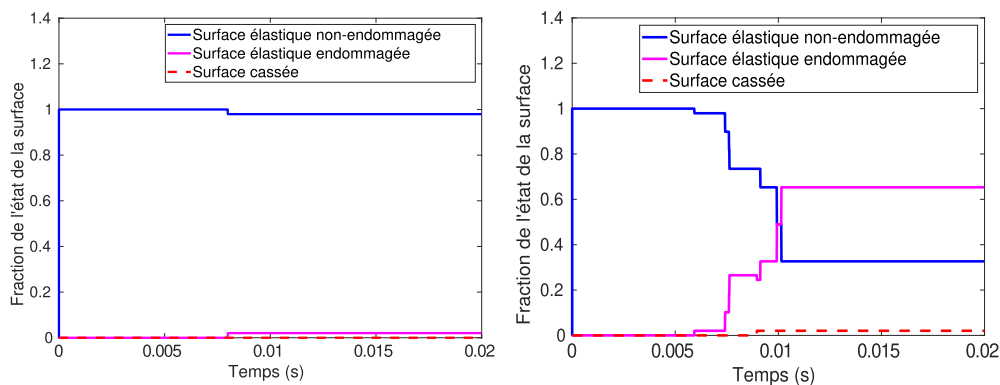 1.4
1.2
1
0.8
0.6
0.4
0.2
0
Fraction de l'état de la surface
Surface élastique non-endommagée
Surface élastique endommagée
Surface cassée
0 0.005 0.01 0.015 0.02
Temps (s)
1.4
1.2
1
0.8
0.6
0.4
0.2
0
Fraction de l'état de la surface
Surface élastique non-endommagée
Surface élastique endommagée
Surface cassée
0 0.005 0.01 0.015 0.02
Temps (s)